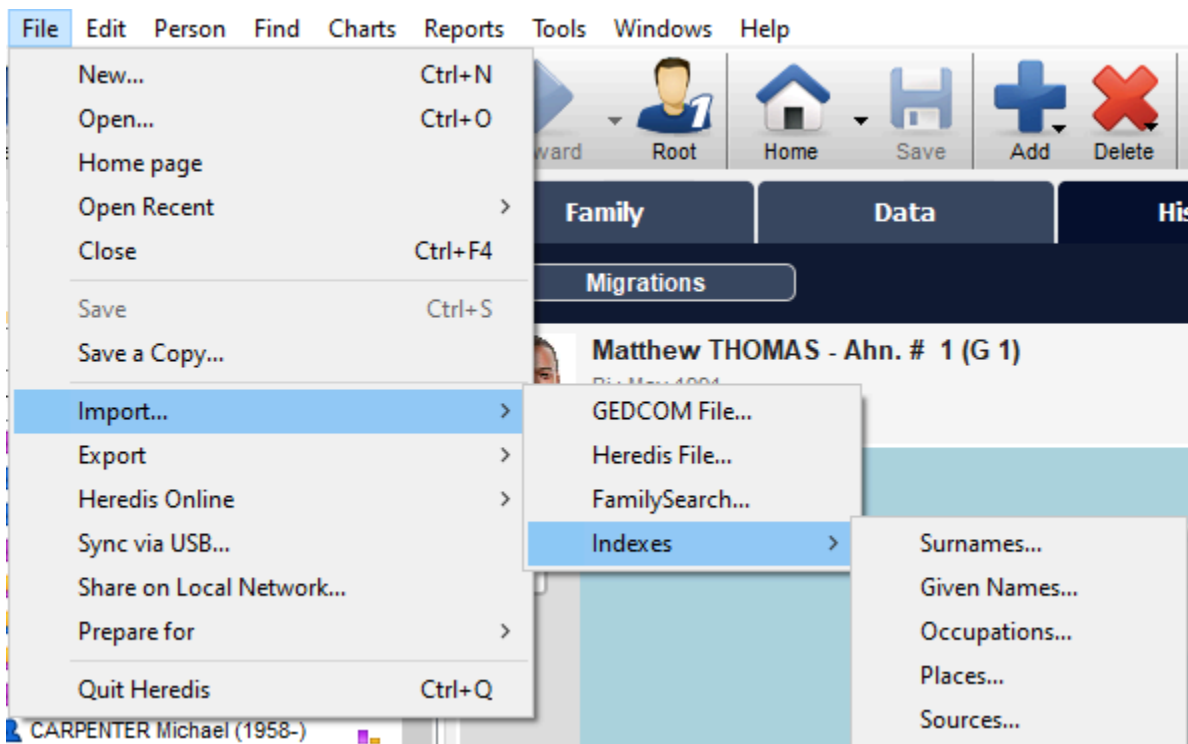 File Edit Person Find Charts Reports Tools Windows Help
New... Ctrl+N
Open... Ctrl+O
Home page
Open Recent
Close Ctrl+F4
Save Ctrl+S
Save a Copy...
Import...
Export
Heredis Online
Sync via USB...
Share on Local Network...
Prepare for
Quit Heredis Ctrl+Q
GEDCOM File...
Heredis File...
FamilySearch...
Indexes
Surnames...
Given Names...
Occupations...
Places...
Sources...
ward Root Home Save Add Delete
Family Data His
Migrations
Matthew THOMAS - Ahn. # 1 (G 1)
CARPENTER Michael (1958-)